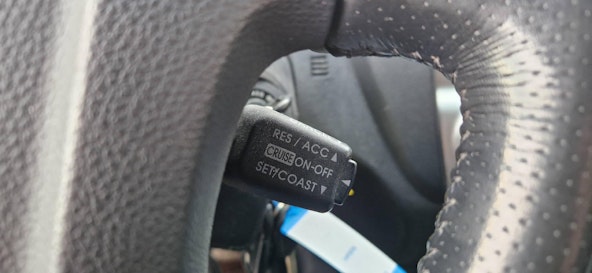 RES / ACC ▲
CRUISE ON-OFF ◄
SET/COAST ▼